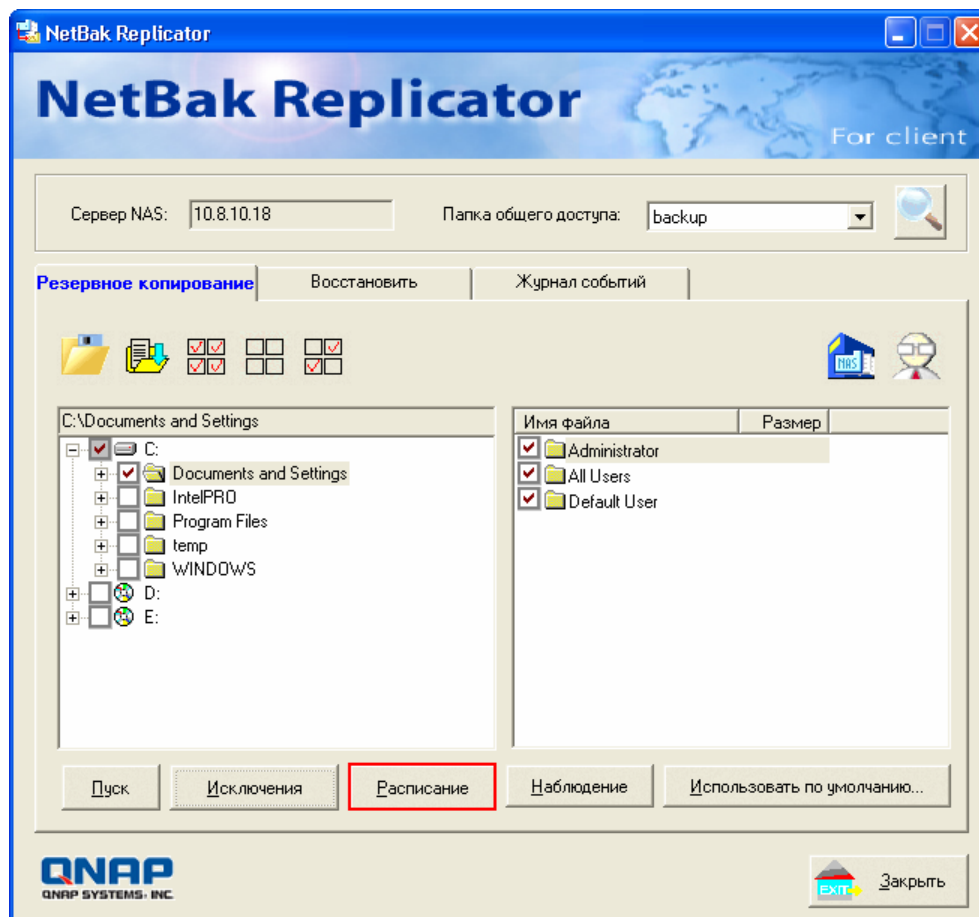 NetBak Replicator
NetBak Replicator
For client
Сервер NAS: 10.8.10.18 Папка общего доступа: backup
Резервное копирование Восстановить Журнал событий
NAS
C:\Documents and Settings
Имя файла Размер
C:
Documents and Settings
IntelPRO
Program Files
temp
WINDOWS
D:
E:
Administrator
All Users
Default User
Пуск Исключения Расписание Наблюдение Использовать по умолчанию...
QNAP
QNAP SYSTEMS, INC
EXIT Закрыть